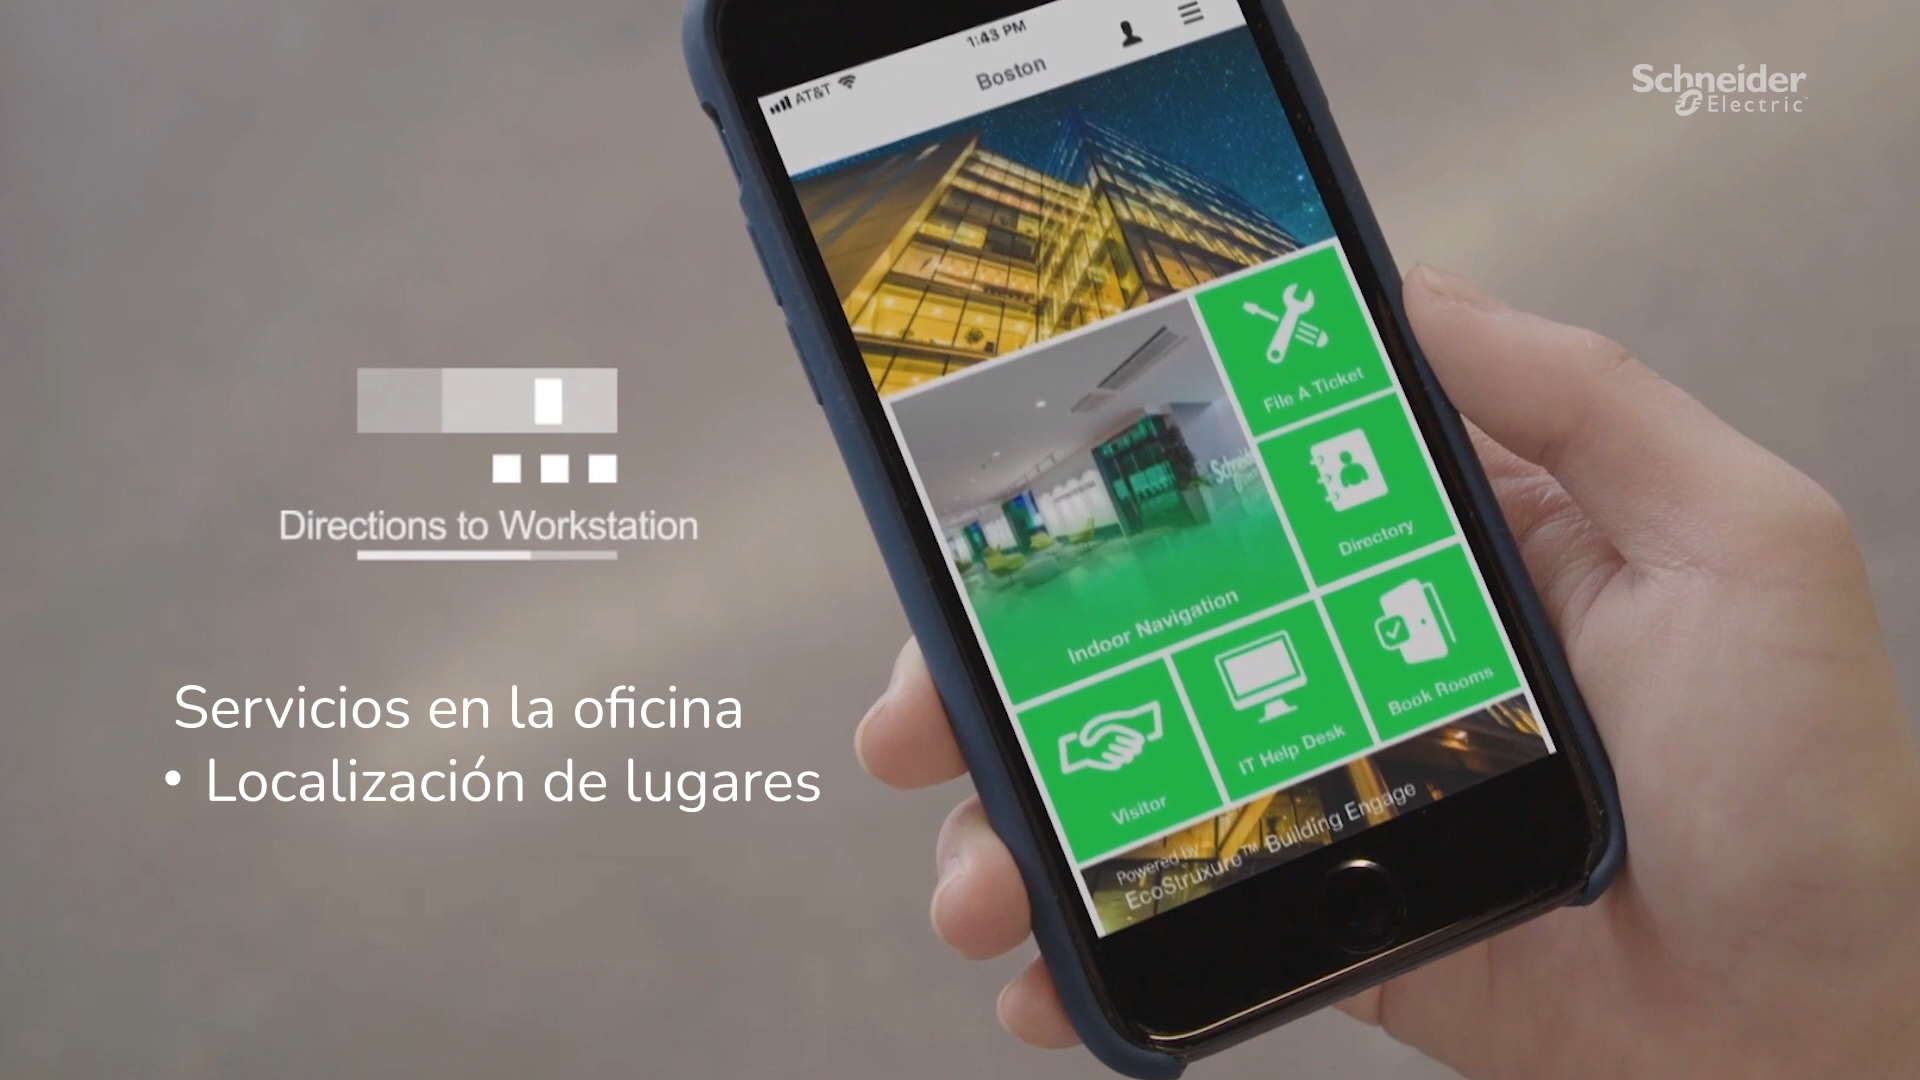 1:43 PM
AT&T
Boston
Schneider
Electric
File A Ticket
Directory
Indoor Navigation
Book Rooms
IT Help Desk
Visitor
Powered by
EcoStruxure™ Building Engage
Directions to Workstation
Servicios en la oficina
• Localización de lugares